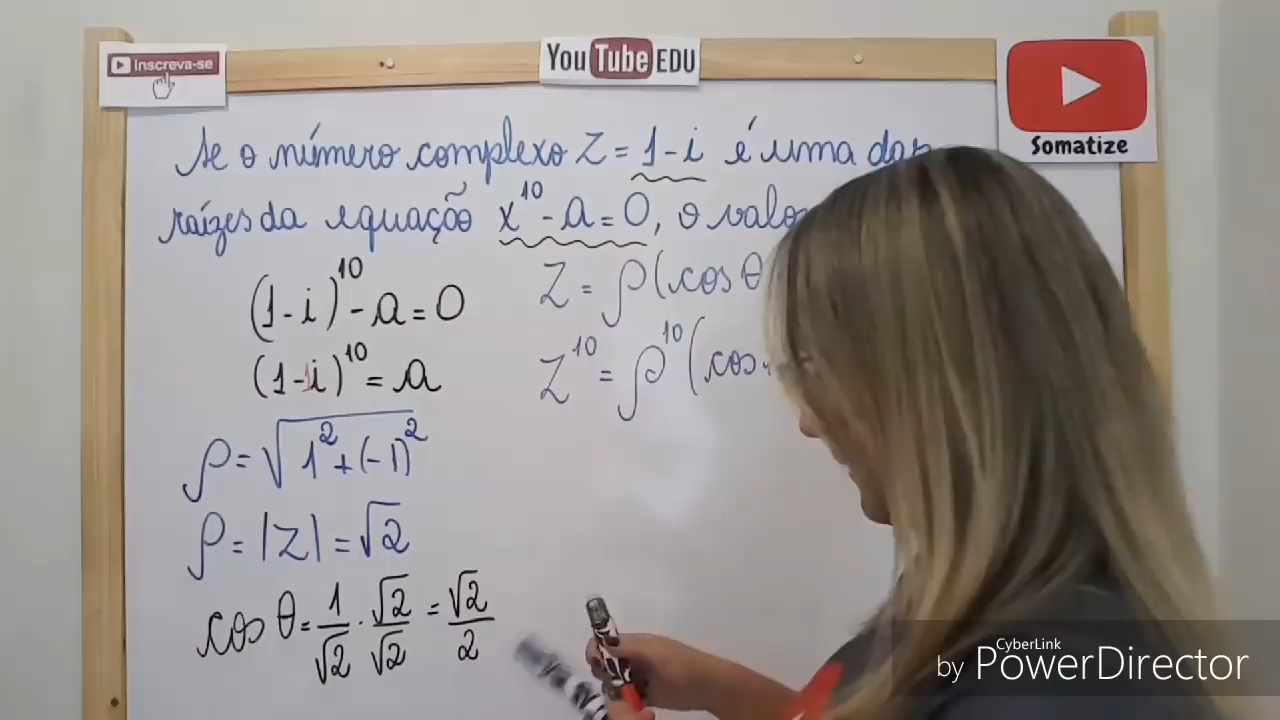 Inscreva-se
YouTube EDU
Somatize
Se o número complexo Z = 1 - i é uma das
raízes da equação x¹⁰ - a = 0, o valor
(1 - i)¹⁰ - a = 0
(1 - i)¹⁰ = a
ρ = √(1² + (-1)²)
ρ = |Z| = √2
cos θ = 1/√2 · √2/√2 = √2/2
Z = ρ(cos θ
Z¹⁰ = ρ¹⁰(cos
CyberLink
by PowerDirector